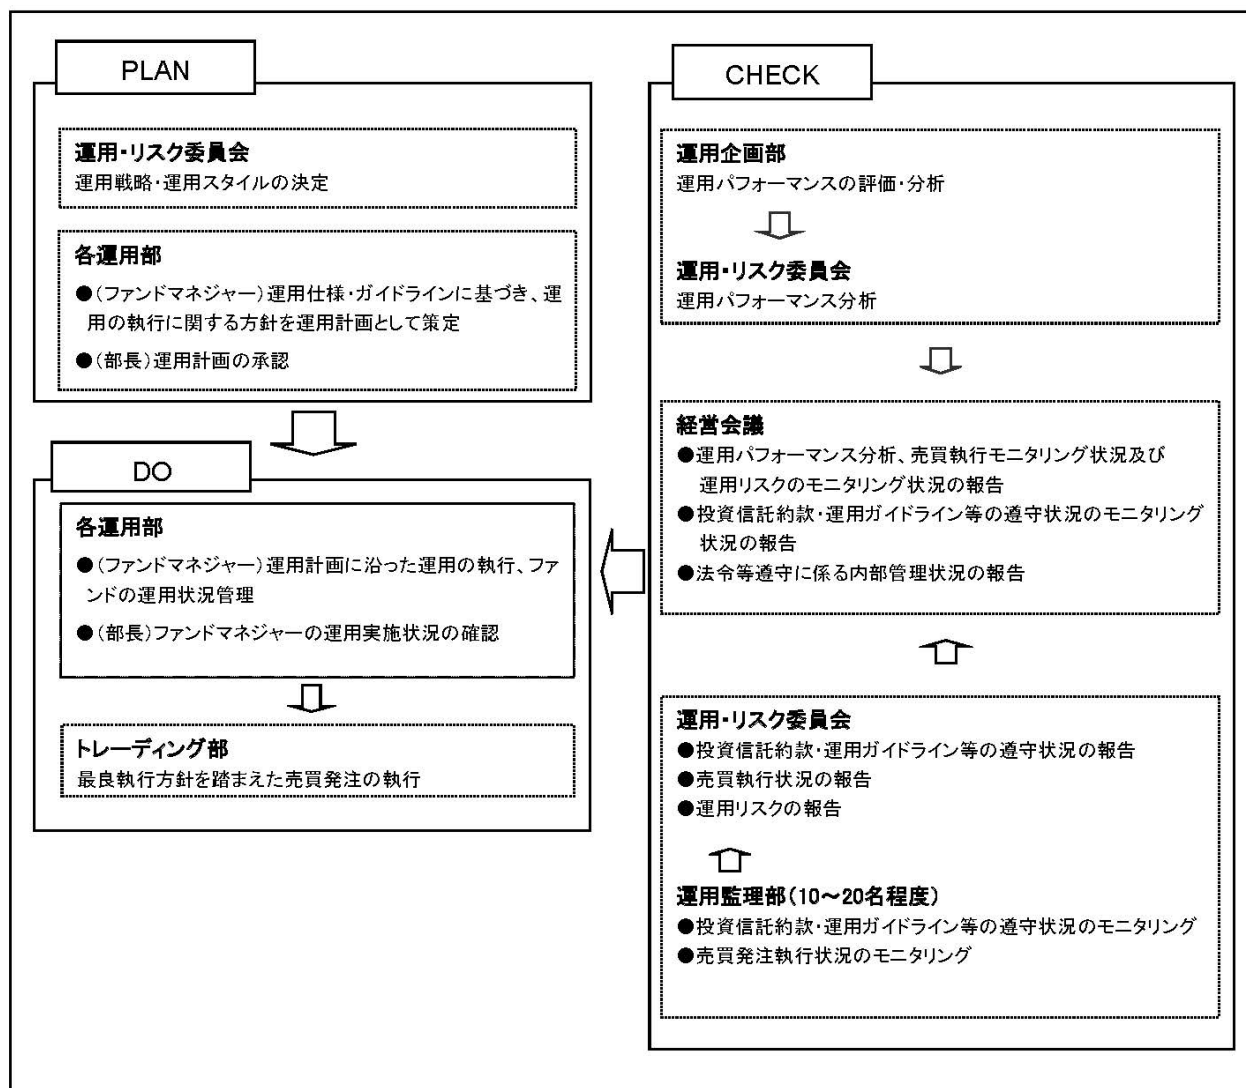 PLAN
運用・リスク委員会
運用戦略・運用スタイルの決定
各運用部
●(ファンドマネジャー)運用仕様・ガイドラインに基づき、運
用の執行に関する方針を運用計画として策定
●(部長)運用計画の承認
DO
各運用部
●(ファンドマネジャー)運用計画に沿った運用の執行、ファ
ンドの運用状況管理
●(部長)ファンドマネジャーの運用実施状況の確認
トレーディング部
最良執行方針を踏まえた売買発注の執行
CHECK
運用企画部
運用パフォーマンスの評価・分析
運用・リスク委員会
運用パフォーマンス分析
経営会議
●運用パフォーマンス分析、売買執行モニタリング状況及び
運用リスクのモニタリング状況の報告
●投資信託約款・運用ガイドライン等の遵守状況のモニタリング
状況の報告
●法令等遵守に係る内部管理状況の報告
運用・リスク委員会
●投資信託約款・運用ガイドライン等の遵守状況の報告
●売買執行状況の報告
●運用リスクの報告
運用監理部(10~20名程度)
●投資信託約款・運用ガイドライン等の遵守状況のモニタリング
●売買発注執行状況のモニタリング